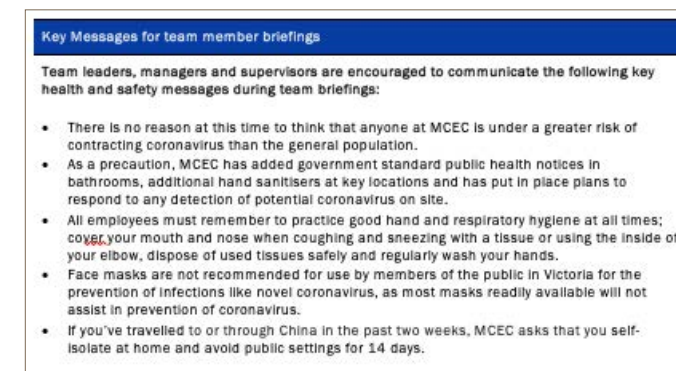 Key Messages for team member briefings
Team leaders, managers and supervisors are encouraged to communicate the following key
health and safety messages during team briefings:
• There is no reason at this time to think that anyone at MCEC is under a greater risk of
contracting coronavirus than the general population.
• As a precaution, MCEC has added government standard public health notices in
bathrooms, additional hand sanitisers at key locations and has put in place plans to
respond to any detection of potential coronavirus on site.
• All employees must remember to practice good hand and respiratory hygiene at all times;
cover your mouth and nose when coughing and sneezing with a tissue or using the inside of
your elbow, dispose of used tissues safely and regularly wash your hands.
• Face masks are not recommended for use by members of the public in Victoria for the
prevention of infections like novel coronavirus, as most masks readily available will not
assist in prevention of coronavirus.
• If you've travelled to or through China in the past two weeks, MCEC asks that you self-
isolate at home and avoid public settings for 14 days.